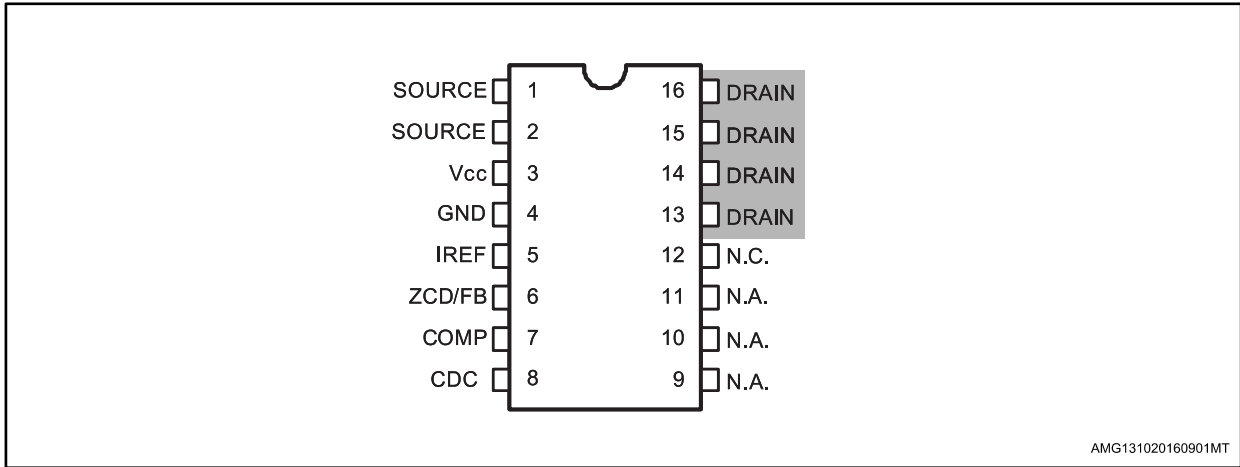 SOURCE 1 16 DRAIN
SOURCE 2 15 DRAIN
Vcc 3 14 DRAIN
GND 4 13 DRAIN
IREF 5 12 N.C.
ZCD/FB 6 11 N.A.
COMP 7 10 N.A.
CDC 8 9 N.A.
AMG131020160901MT